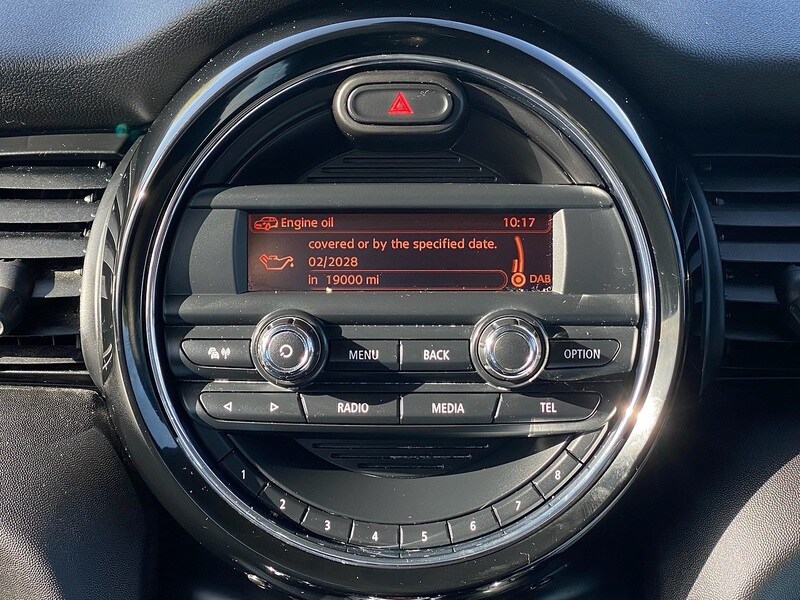 Engine oil 10:17
covered or by the specified date.
02/2028
in 19000 mi
DAB
MENU BACK OPTION
RADIO MEDIA TEL
1 2 3 4 5 6 7 8